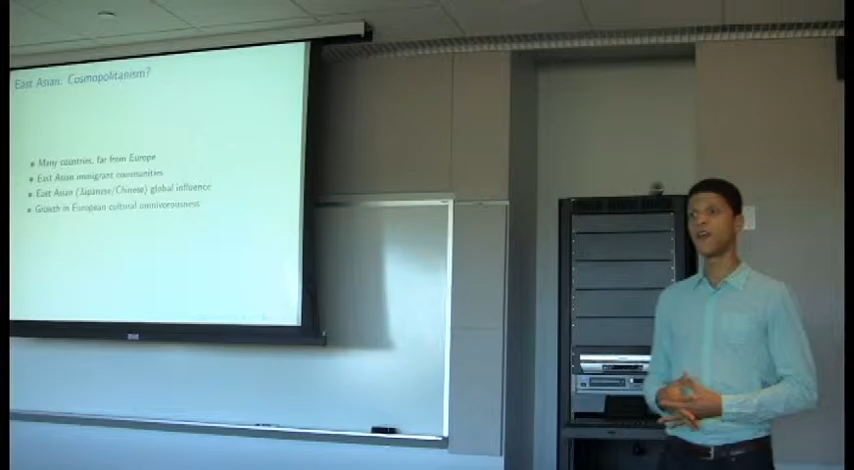 East Asian: Cosmopolitanism?
Many countries, far from Europe
East Asian immigrant communities
East Asian (Japanese/Chinese) global influence
Growth in European cultural omnivorousness